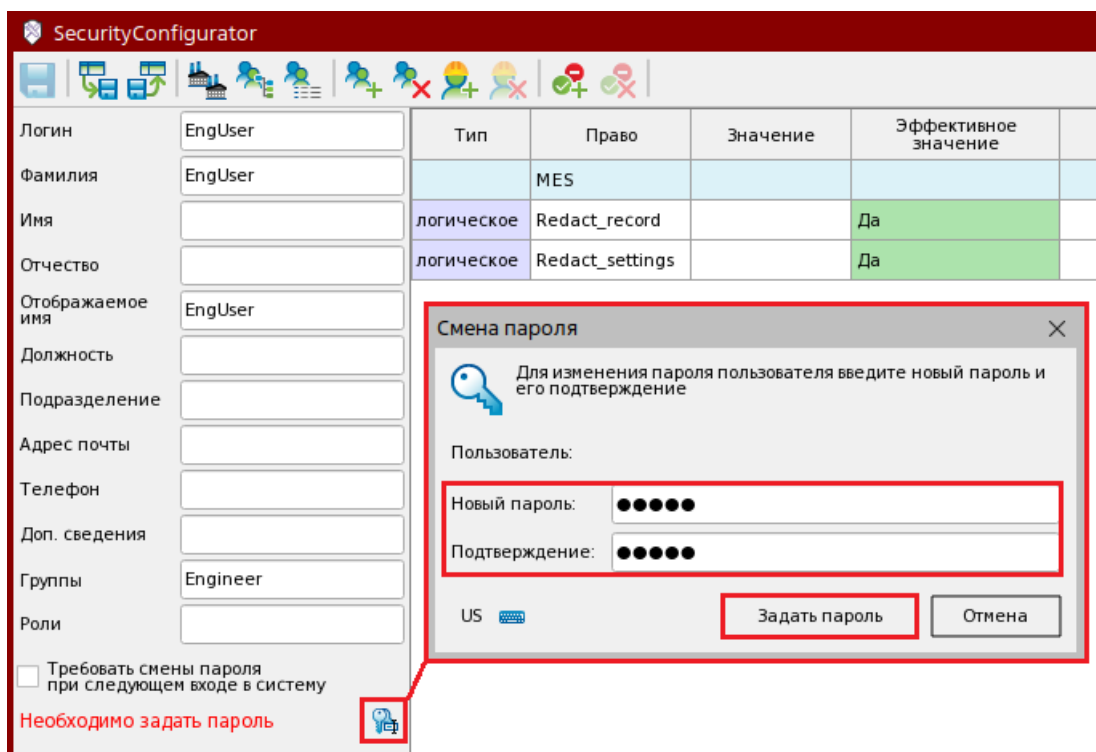 SecurityConfigurator
Логин
EngUser
Фамилия
EngUser
Имя
Отчество
Отображаемое
имя
EngUser
Должность
Подразделение
Адрес почты
Телефон
Доп. сведения
Группы
Engineer
Роли
Требовать смены пароля
при следующем входе в систему
Необходимо задать пароль
Тип Право Значение Эффективное
значение
MES
логическое Redact_record Да
логическое Redact_settings Да
Смена пароля
Для изменения пароля пользователя введите новый пароль и
его подтверждение
Пользователь:
Новый пароль: ●●●●●
Подтверждение: ●●●●●
US Задать пароль Отмена